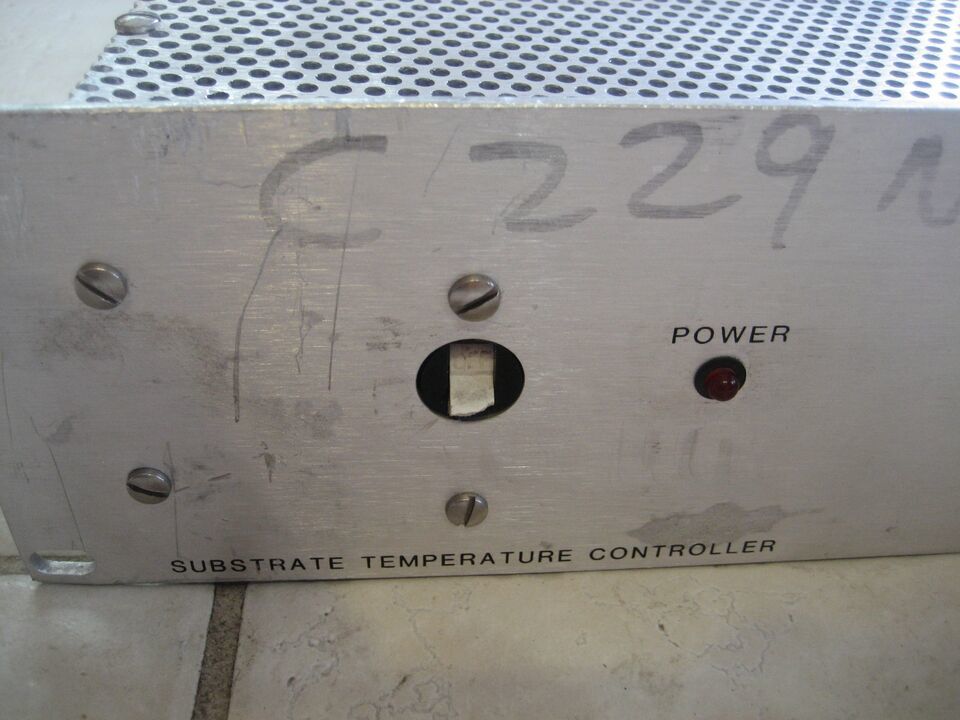 C 229 N
POWER
SUBSTRATE TEMPERATURE CONTROLLER